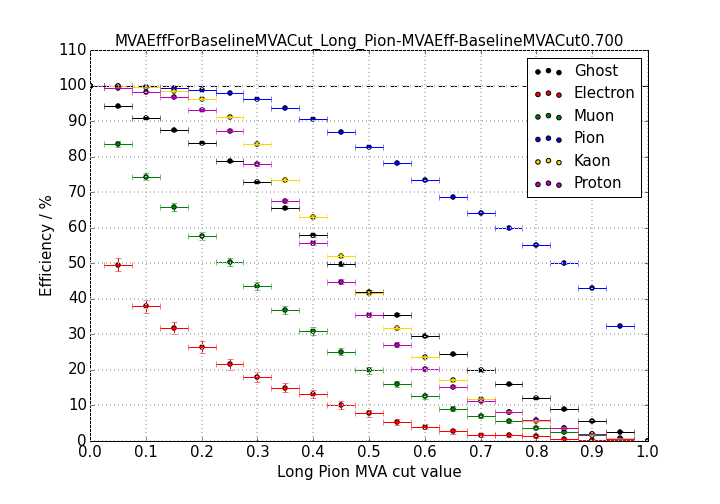 MVAEffForBaselineMVACut_Long_Pion-MVAEff-BaselineMVACut0.700
110
100
90
80
70
60
50
40
30
20
10
0
Efficiency / %
Ghost
Electron
Muon
Pion
Kaon
Proton
0.0 0.1 0.2 0.3 0.4 0.5 0.6 0.7 0.8 0.9 1.0
Long Pion MVA cut value